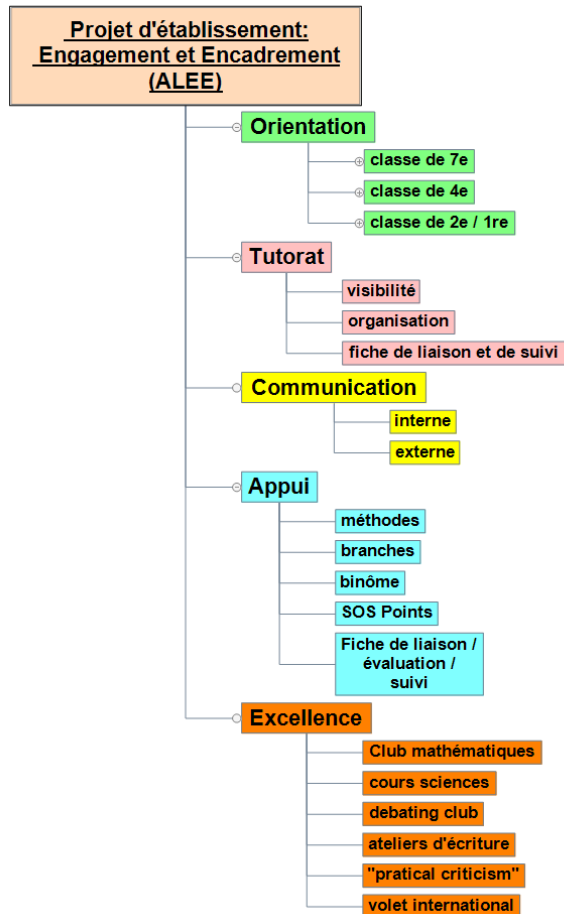 Projet d'établissement:
Engagement et Encadrement
(ALEE)
Orientation
classe de 7e
classe de 4e
classe de 2e / 1re
Tutorat
visibilité
organisation
fiche de liaison et de suivi
Communication
interne
externe
Appui
méthodes
branches
binôme
SOS Points
Fiche de liaison /
évaluation /
suivi
Excellence
Club mathématiques
cours sciences
debating club
ateliers d'écriture
"pratical criticism"
volet international